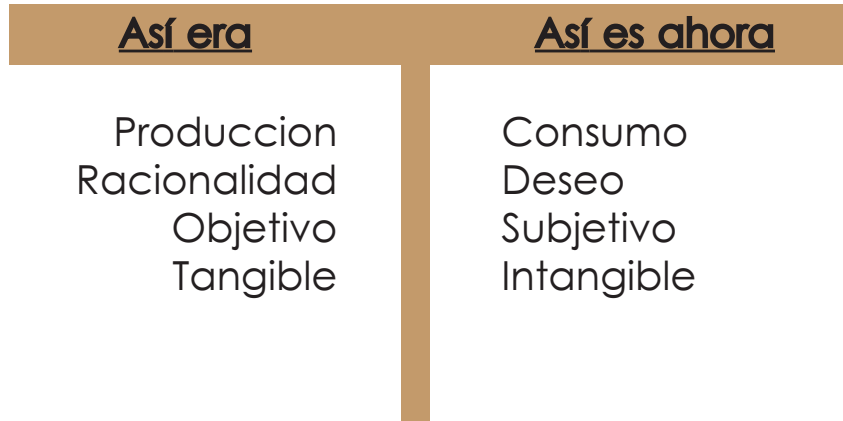 Así era
Produccion
Racionalidad
Objetivo
Tangible
Así es ahora
Consumo
Deseo
Subjetivo
Intangible